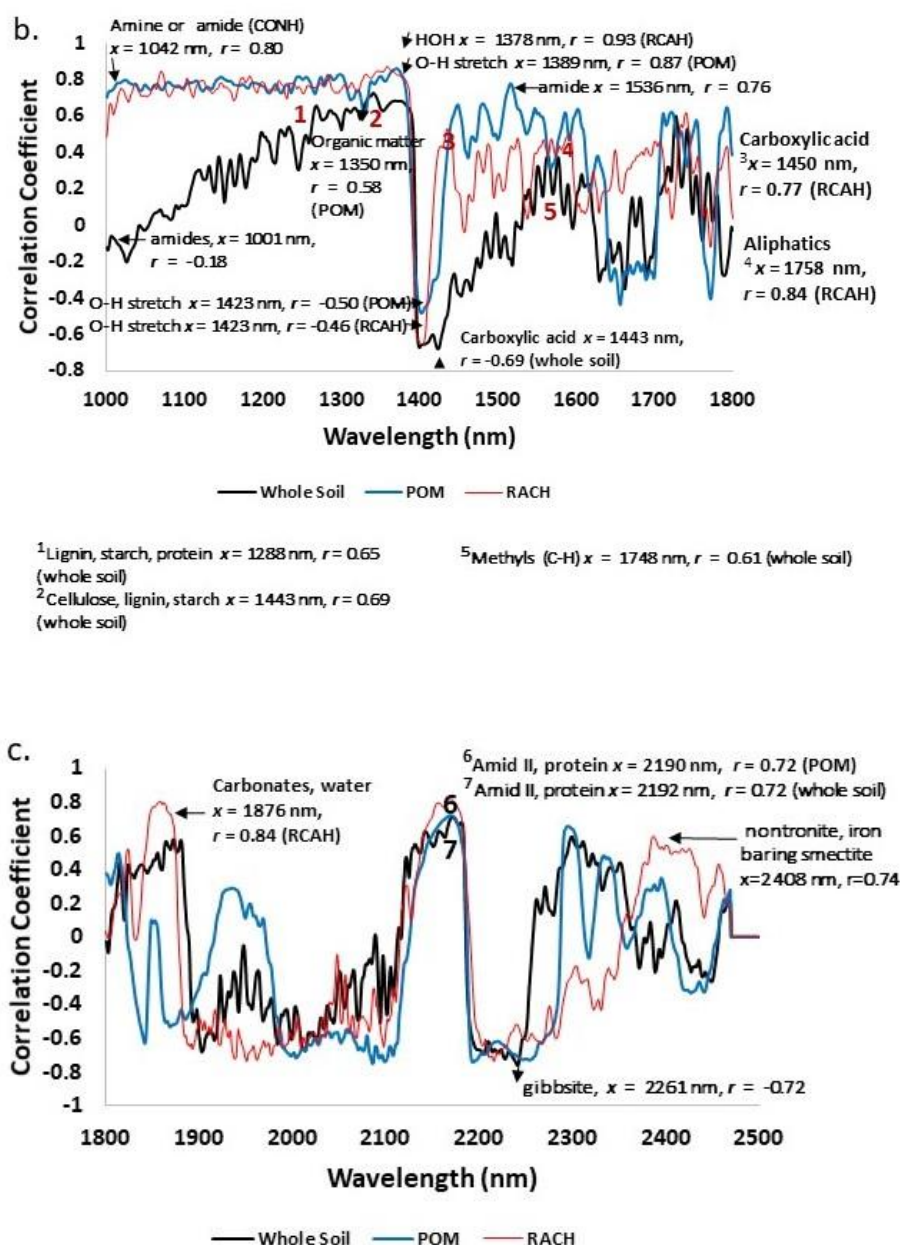 b.
Amine or amide (CONH)
x = 1042 nm, r = 0.80
HOH x = 1378 nm, r = 0.93 (RCAH)
O-H stretch x = 1389 nm, r = 0.87 (POM)
amide x = 1536 nm, r = 0.76
1
0.8
0.6
0.4
0.2
0
-0.2
-0.4
-0.6
-0.8
Correlation Coefficient
1
2
3
4
5
Organic matter
x = 1350 nm,
r = 0.58
(POM)
Carboxylic acid
3x = 1450 nm,
r = 0.77 (RCAH)
amides, x = 1001 nm,
r = -0.18
Aliphatics
4 x = 1758 nm,
r = 0.84 (RCAH)
O-H stretch x = 1423 nm, r = -0.50 (POM)
O-H stretch x = 1423 nm, r = -0.46 (RCAH)
Carboxylic acid x = 1443 nm,
r = -0.69 (whole soil)
1000 1100 1200 1300 1400 1500 1600 1700 1800
Wavelength (nm)
Whole Soil POM RACH
1Lignin, starch, protein x = 1288 nm, r = 0.65
(whole soil)
2Cellulose, lignin, starch x = 1443 nm, r = 0.69
(whole soil)
5Methyls (C-H) x = 1748 nm, r = 0.61 (whole soil)
c.
6Amid II, protein x = 2190 nm, r = 0.72 (POM)
7Amid II, protein x = 2192 nm, r = 0.72 (whole soil)
Carbonates, water
x = 1876 nm,
r = 0.84 (RCAH)
6
7
nontronite, iron
baring smectite
x=2408 nm, r=0.74
1
0.8
0.6
0.4
0.2
0
-0.2
-0.4
-0.6
-0.8
-1
Correlation Coefficient
gibbsite, x = 2261 nm, r = -0.72
1800 1900 2000 2100 2200 2300 2400 2500
Wavelength (nm)
Whole Soil POM RACH